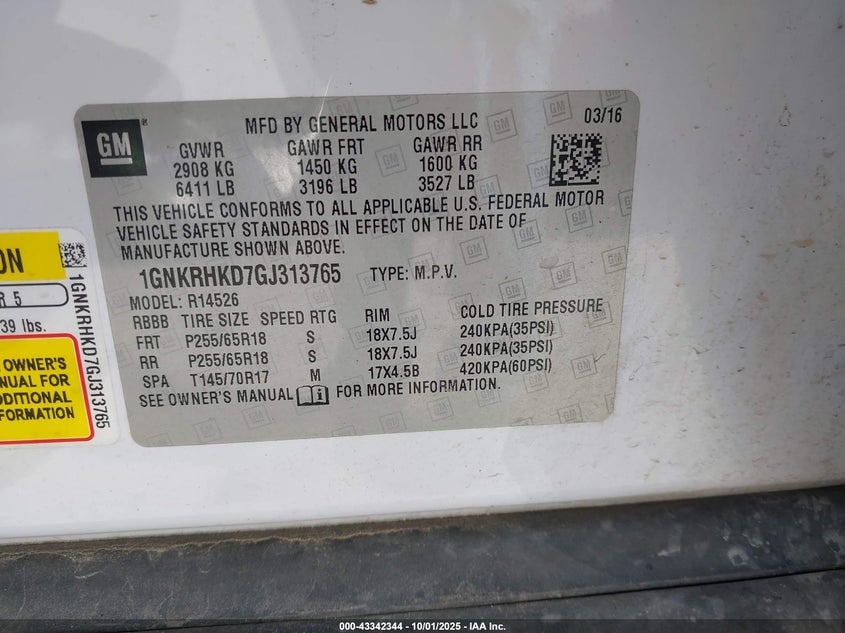 GM
MFD BY GENERAL MOTORS LLC
03/16
GVWR GAWR FRT GAWR RR
2908 KG 1450 KG 1600 KG
6411 LB 3196 LB 3527 LB
THIS VEHICLE CONFORMS TO ALL APPLICABLE U.S. FEDERAL MOTOR
VEHICLE SAFETY STANDARDS IN EFFECT ON THE DATE OF
MANUFACTURE SHOWN ABOVE.
1GNKRHKD7GJ313765 TYPE: M.P.V.
MODEL: R14526
RBBB TIRE SIZE SPEED RTG RIM COLD TIRE PRESSURE
FRT P255/65R18 S 18X7.5J 240KPA(35PSI)
RR P255/65R18 S 18X7.5J 240KPA(35PSI)
SPA T145/70R17 M 17X4.5B 420KPA(60PSI)
SEE OWNER'S MANUAL FOR MORE INFORMATION.
ON
R 5
39 lbs.
OWNER'S
ANUAL FOR
DDITIONAL
FORMATION
1GNKRHKD7GJ313765
000-43342344 | 10/01/2025 - IAA Inc.